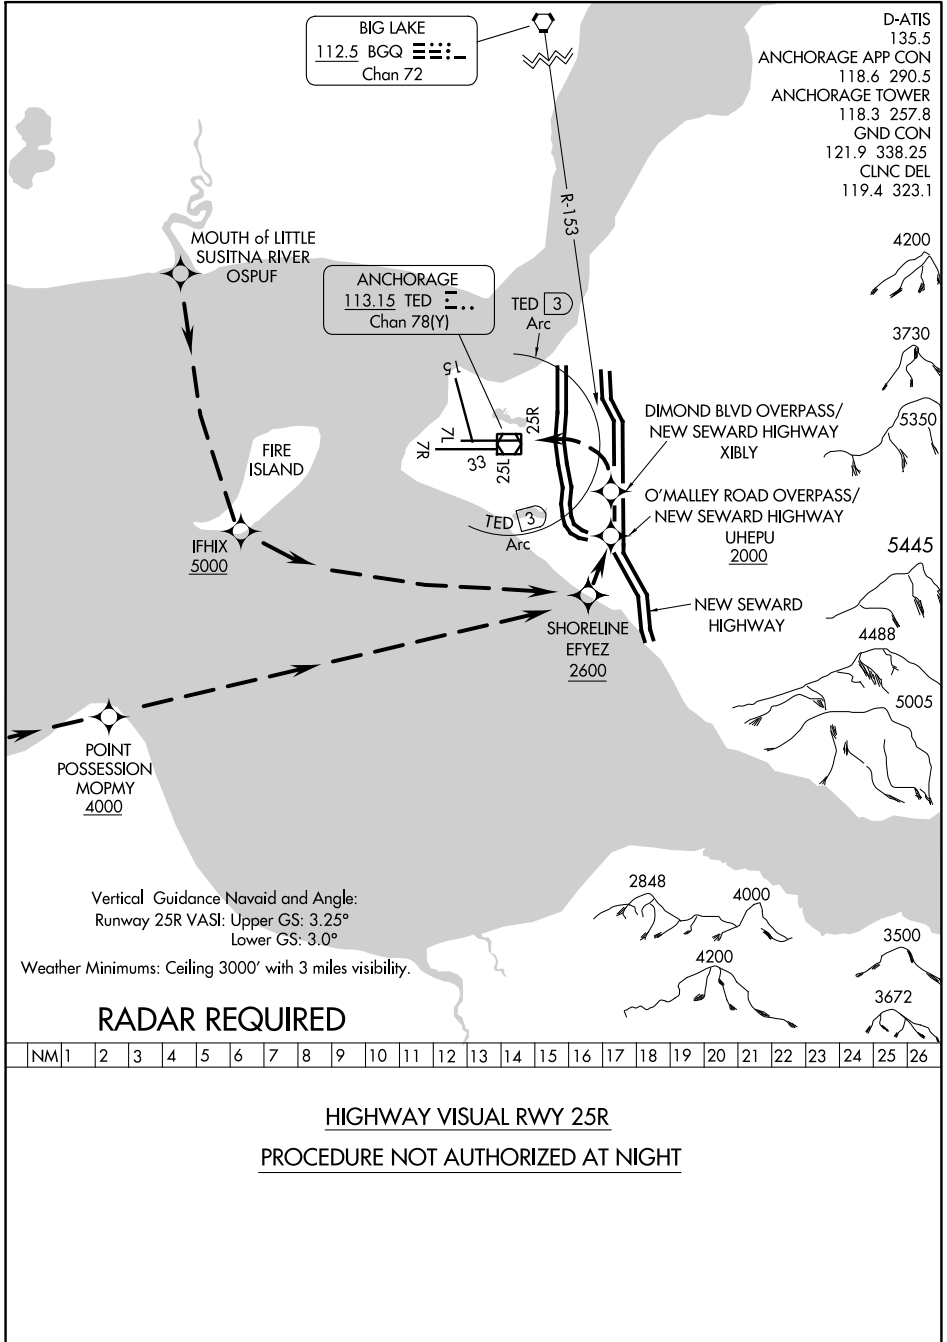 BIG LAKE
112.5 BGQ
Chan 72
D-ATIS
135.5
ANCHORAGE APP CON
118.6 290.5
ANCHORAGE TOWER
118.3 257.8
GND CON
121.9 338.25
CLNC DEL
119.4 323.1
R-153
MOUTH of LITTLE
SUSITNA RIVER
OSPUF
ANCHORAGE
113.15 TED
Chan 78(Y)
TED 3
Arc
4200
3730
5350
15
7L
7R
33
25L
25R
DIMOND BLVD OVERPASS/
NEW SEWARD HIGHWAY
XIBLY
FIRE
ISLAND
O'MALLEY ROAD OVERPASS/
NEW SEWARD HIGHWAY
UHEPU
2000
TED 3
Arc
IFHIX
5000
5445
NEW SEWARD
HIGHWAY
SHORELINE
EFYEZ
2600
4488
5005
POINT
POSSESSION
MOPMY
4000
Vertical Guidance Navaid and Angle:
Runway 25R VASI: Upper GS: 3.25°
Lower GS: 3.0°
Weather Minimums: Ceiling 3000' with 3 miles visibility.
2848
4000
4200
3500
3672
RADAR REQUIRED
NM 1 2 3 4 5 6 7 8 9 10 11 12 13 14 15 16 17 18 19 20 21 22 23 24 25 26
HIGHWAY VISUAL RWY 25R
PROCEDURE NOT AUTHORIZED AT NIGHT